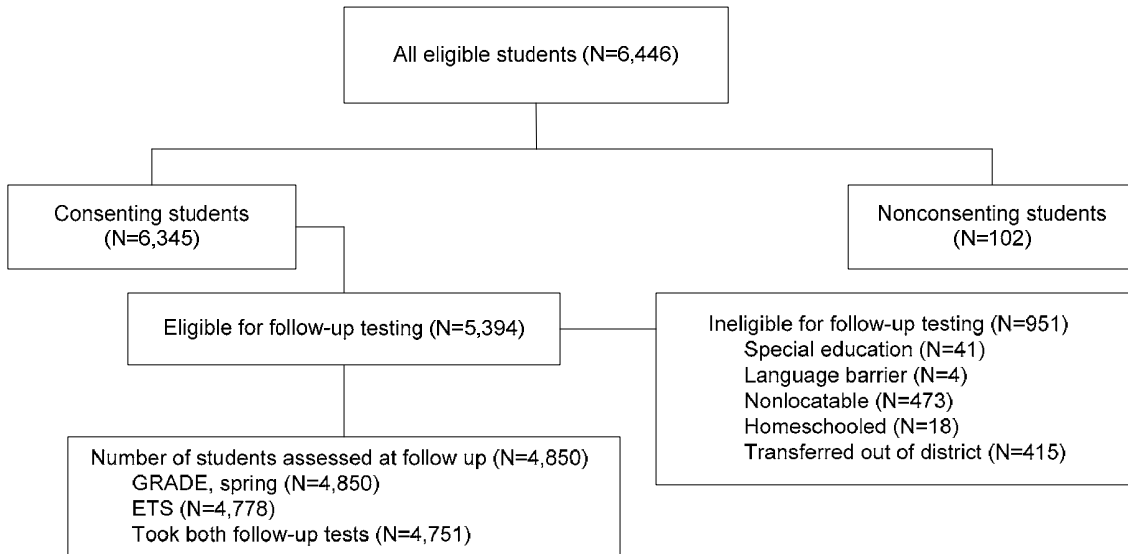 All eligible students (N=6,446)
Consenting students
(N=6,345)
Nonconsenting students
(N=102)
Eligible for follow-up testing (N=5,394)
Ineligible for follow-up testing (N=951)
Special education (N=41)
Language barrier (N=4)
Nonlocatable (N=473)
Homeschooled (N=18)
Transferred out of district (N=415)
Number of students assessed at follow up (N=4,850)
GRADE, spring (N=4,850)
ETS (N=4,778)
Took both follow-up tests (N=4,751)